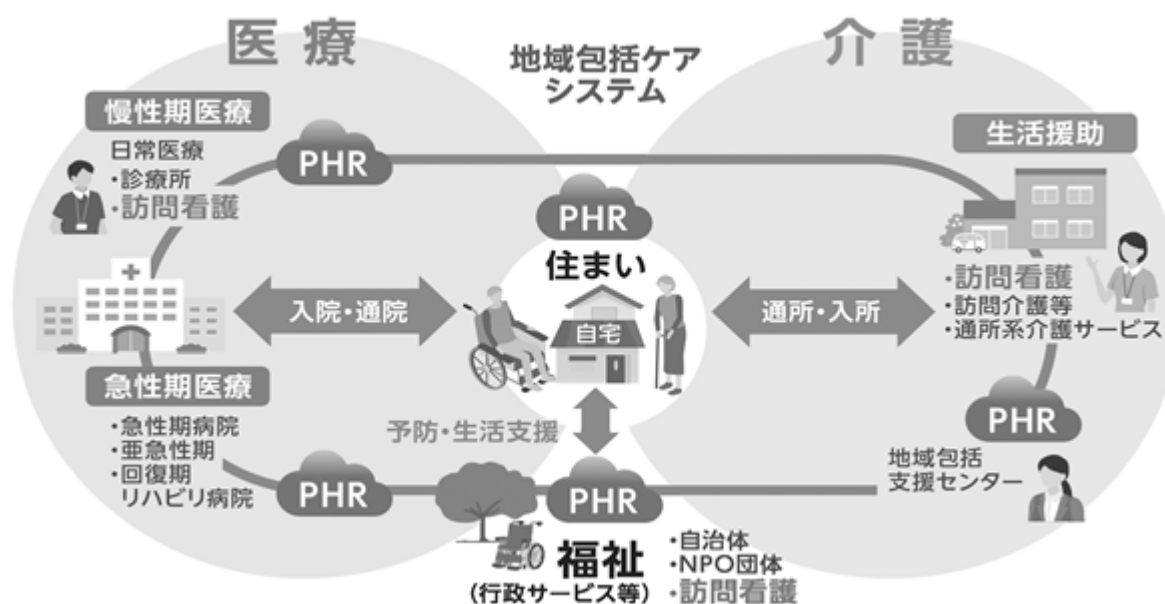 医療
地域包括ケア
システム
介護
慢性期医療
日常医療
・診療所
・訪問看護
PHR
PHR
住まい
自宅
生活援助
・訪問看護
・訪問介護等
・通所系介護サービス
入院・通院
通所・入所
急性期医療
・急性期病院
・亜急性期
・回復期
リハビリ病院
予防・生活支援
PHR
PHR
PHR
地域包括
支援センター
福祉
(行政サービス等)
・自治体
・NPO団体
・訪問看護